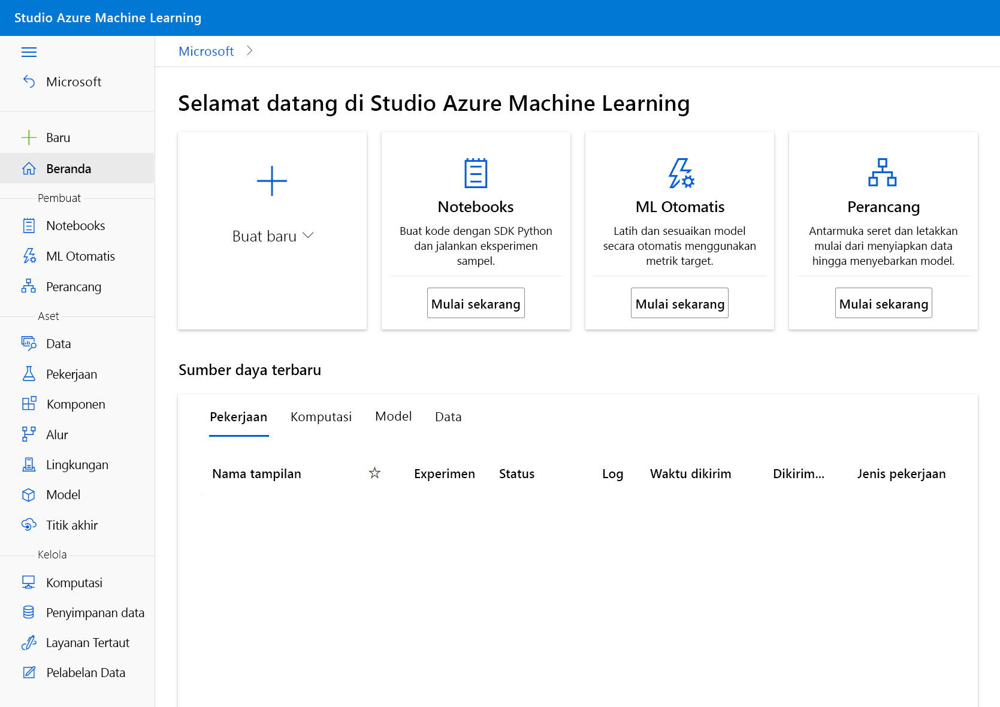 Studio Azure Machine Learning
Microsoft
Microsoft
Baru
Beranda
Pembuat
Notebooks
ML Otomatis
Perancang
Aset
Data
Pekerjaan
Komponen
Alur
Lingkungan
Model
Titik akhir
Kelola
Komputasi
Penyimpanan data
Layanan Tertaut
Pelabelan Data
Selamat datang di Studio Azure Machine Learning
Buat baru
Notebooks
Buat kode dengan SDK Python
dan jalankan eksperimen
sampel.
Mulai sekarang
ML Otomatis
Latih dan sesuaikan model
secara otomatis menggunakan
metrik target.
Mulai sekarang
Perancang
Antarmuka seret dan letakkan
mulai dari menyiapkan data
hingga menyebarkan model.
Mulai sekarang
Sumber daya terbaru
Pekerjaan Komputasi Model Data
Nama tampilan Experimen Status Log Waktu dikirim Dikirim... Jenis pekerjaan